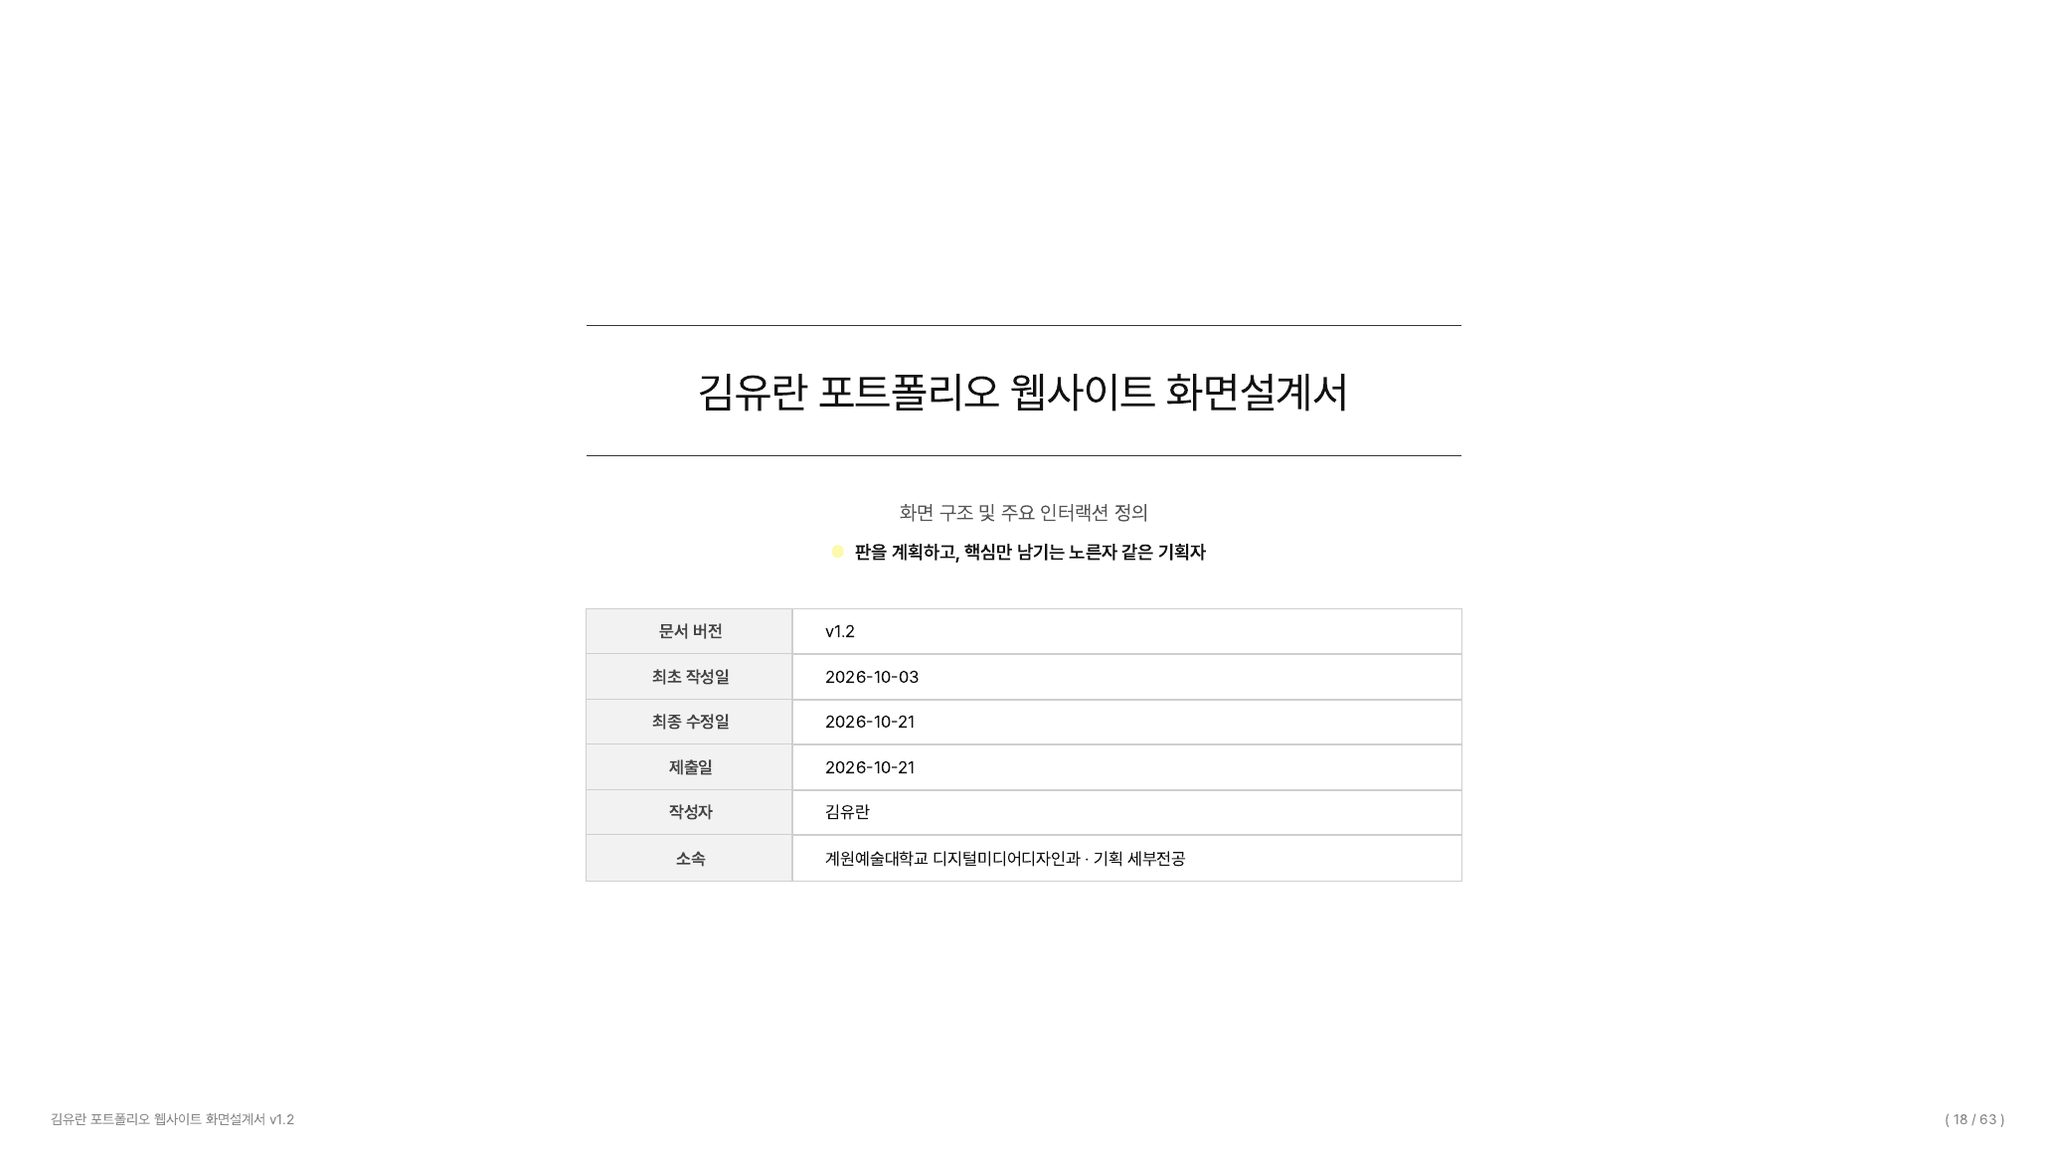 김유란 포트폴리오 웹사이트 화면설계서
화면 구조 및 주요 인터랙션 정의
판을 계획하고, 핵심만 남기는 노른자 같은 기획자
문서 버전 v1.2
최초 작성일 2026-10-03
최종 수정일 2026-10-21
제출일 2026-10-21
작성자 김유란
소속 계원예술대학교 디지털미디어디자인과 · 기획 세부전공
김유란 포트폴리오 웹사이트 화면설계서 v1.2 ( 18 / 63 )